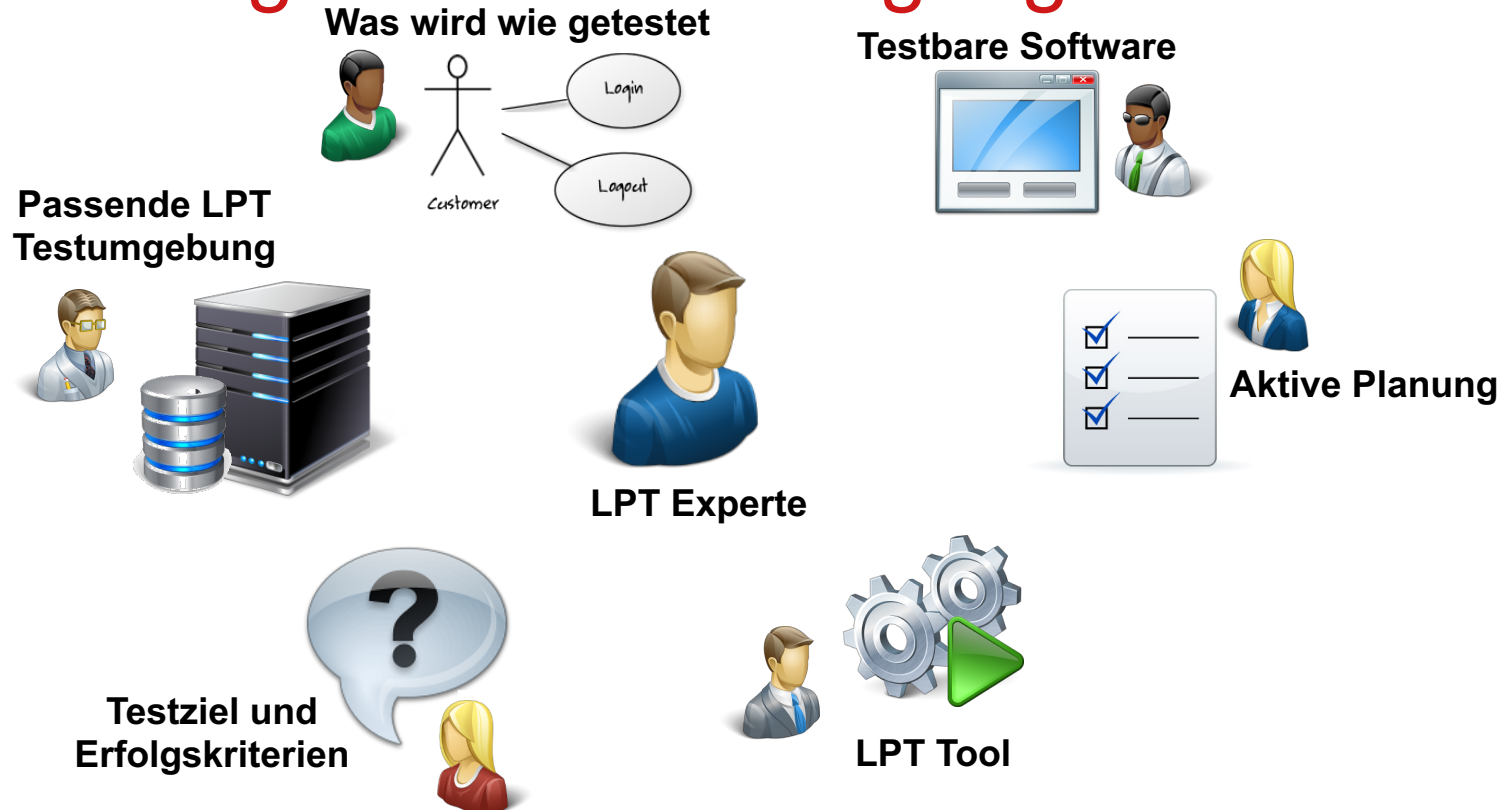 Was wird wie getestet
Testbare Software
Login
Logout
Customer
Passende LPT
Testumgebung
Aktive Planung
LPT Experte
Testziel und
Erfolgskriterien
LPT Tool